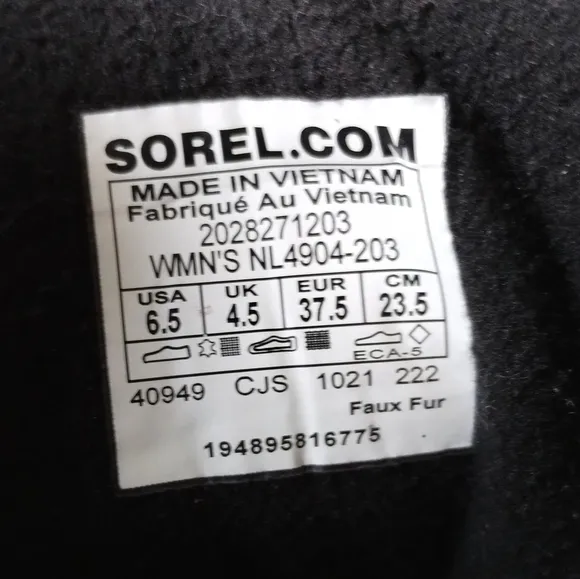 SOREL.COM
MADE IN VIETNAM
Fabriqué Au Vietnam
2028271203
WMN'S NL4904-203
USA UK EUR CM
6.5 4.5 37.5 23.5
ECA-5
40949 CJS 1021 222
Faux Fur
194895816775